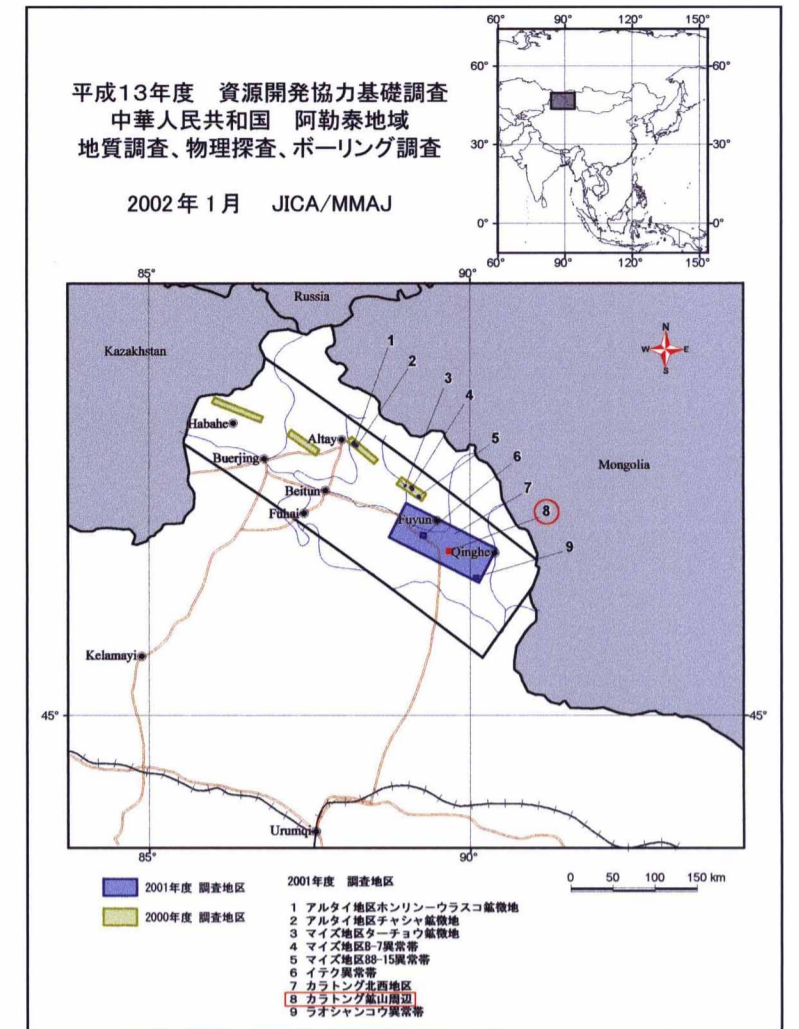 平成13年度 資源開発協力基礎調査
中華人民共和国 阿勒泰地域
地質調査、物理探査、ボーリング調査
2002年1月 JICA/MMAJ
60° 90° 120° 150°
60° 60°
30° 30°
0° 0°
60° 90° 120° 150°
85° 90°
Russia
Kazakhstan
N
W E
S
1
2
3
4
5
6
7
8
9
Mongolia
Habahe
Altay
Buerjing
Beitun
Fuhai
Fuyun
Qinghe
Kelamayi
45° 45°
Urumqi
85° 90°
2001年度 調査地区
2000年度 調査地区
2001年度 調査地区
1 アルタイ地区ホンリン-ウラスコ鉱徴地
2 アルタイ地区チャシャ鉱徴地
3 マイズ地区ターチョウ鉱徴地
4 マイズ地区B-7異常帯
5 マイズ地区88-15異常帯
6 イテク異常帯
7 カラトング北西地区
8 カラトング鉱山周辺
9 ラオシャンコウ異常帯
0 50 100 150 km